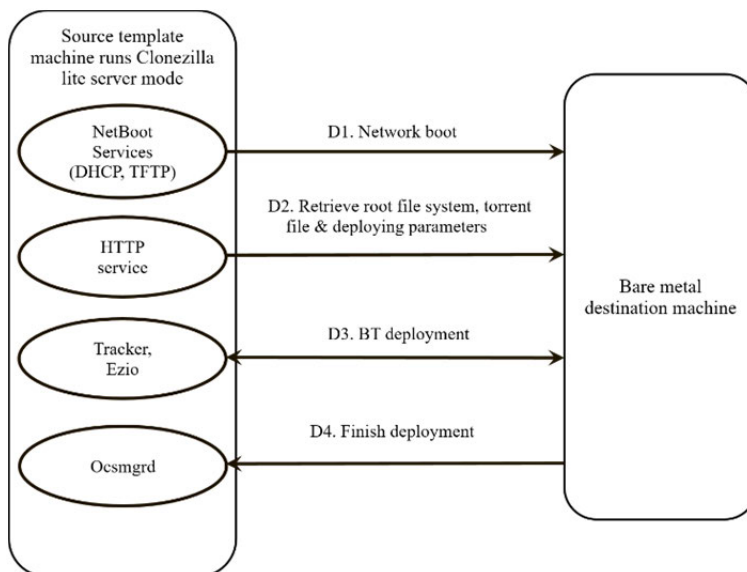 Source template
machine runs Clonezilla
lite server mode
NetBoot
Services
(DHCP, TFTP)
D1. Network boot
D2. Retrieve root file system, torrent
file & deploying parameters
HTTP
service
Bare metal
destination machine
Tracker,
Ezio
D3. BT deployment
D4. Finish deployment
Ocsmgrd